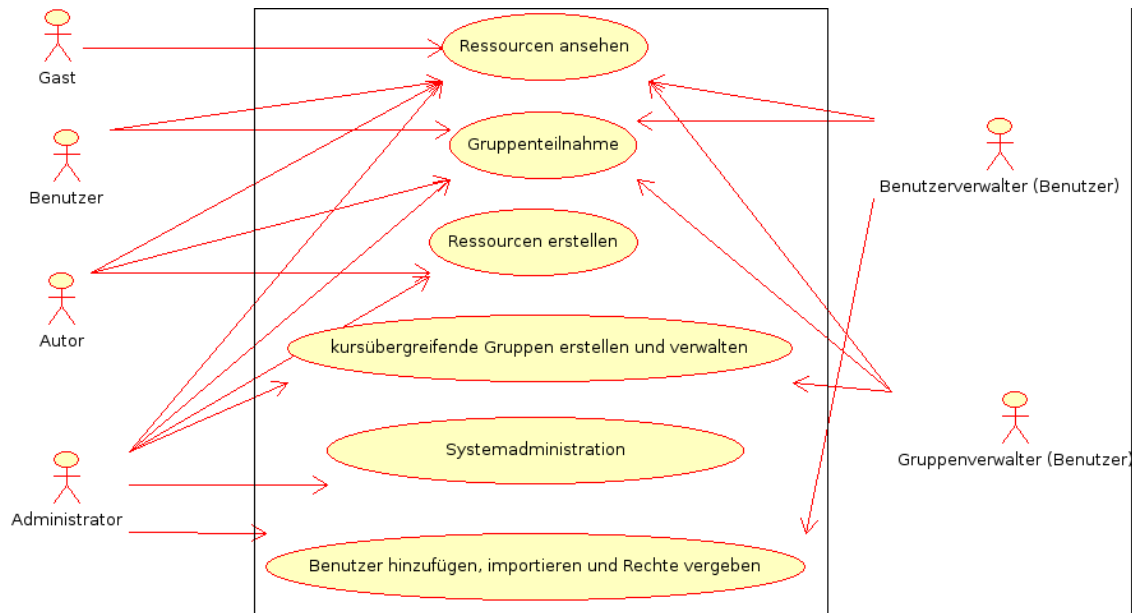 Ressourcen ansehen
Gast
Gruppenteilnahme
Benutzer
Benutzerverwalter (Benutzer)
Ressourcen erstellen
Autor
kursübergreifende Gruppen erstellen und verwalten
Systemadministration
Gruppenverwalter (Benutzer)
Administrator
Benutzer hinzufügen, importieren und Rechte vergeben